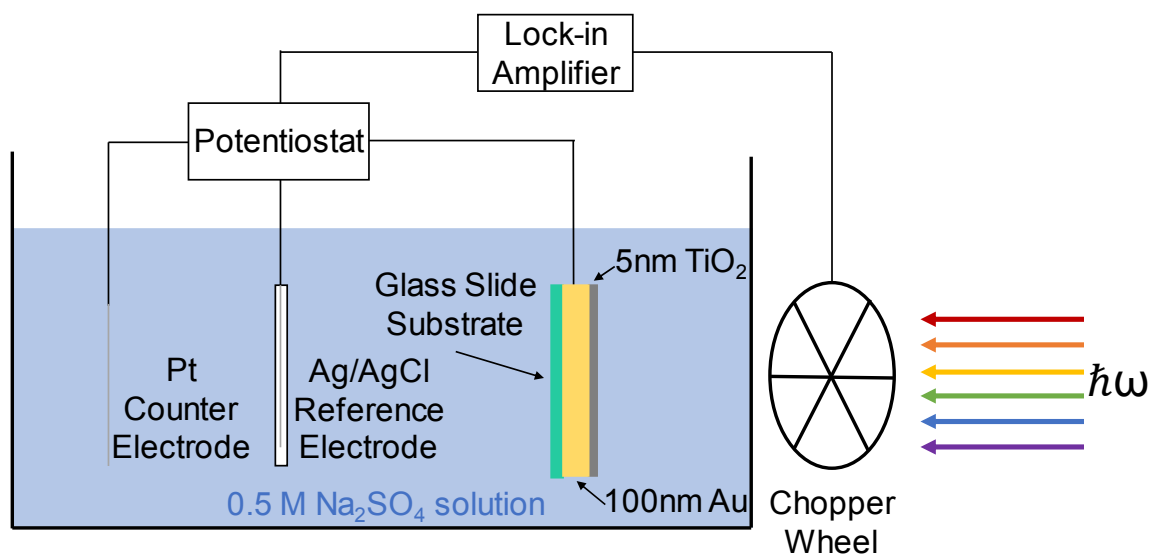 Lock-in
Amplifier
Potentiostat
5nm TiO₂
Glass Slide
Substrate
Pt
Counter
Electrode
Ag/AgCl
Reference
Electrode
ħω
0.5 M Na₂SO₄ solution
100nm Au
Chopper
Wheel